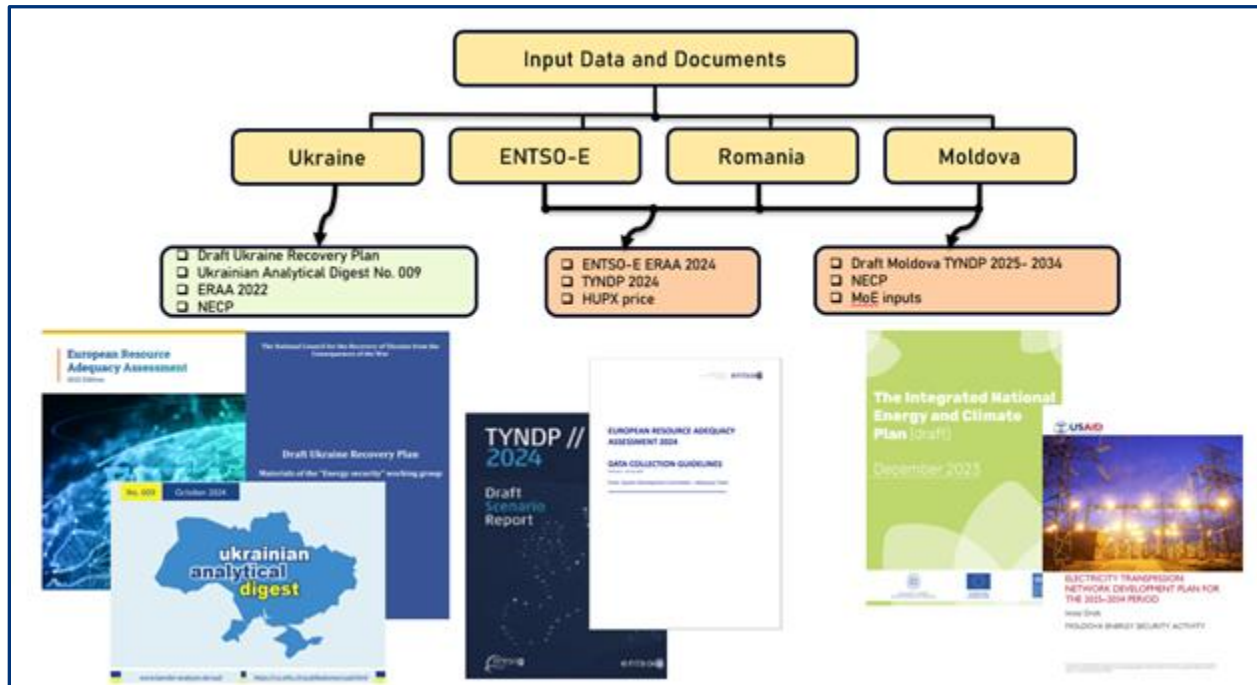 Input Data and Documents
Ukraine
ENTSO-E
Romania
Moldova
Draft Ukraine Recovery Plan
Ukrainian Analytical Digest No. 009
ERAA 2022
NECP
ENTSO-E ERAA 2024
TYNDP 2024
HUPX price
Draft Moldova TYNDP 2025- 2034
NECP
MoE inputs
European Resource
Adequacy Assessment
2022 Edition
The National Council for the Recovery of Ukraine from the
Consequences of the War
Draft Ukraine Recovery Plan
Materials of the "Energy security" working group
No. 009
October 2024
ukrainian
analytical
digest
TYNDP //
2024
Draft
Scenario
Report
entsoe
entsoe
EUROPEAN RESOURCE ADEQUACY
ASSESSMENT 2024
DATA COLLECTION GUIDELINES
The Integrated National
Energy and Climate
Plan (draft)
December 2023
USAID
ELECTRICITY TRANSMISSION
NETWORK DEVELOPMENT PLAN FOR
THE 2025–2034 PERIOD
MOLDOVA ENERGY SECURITY ACTIVITY